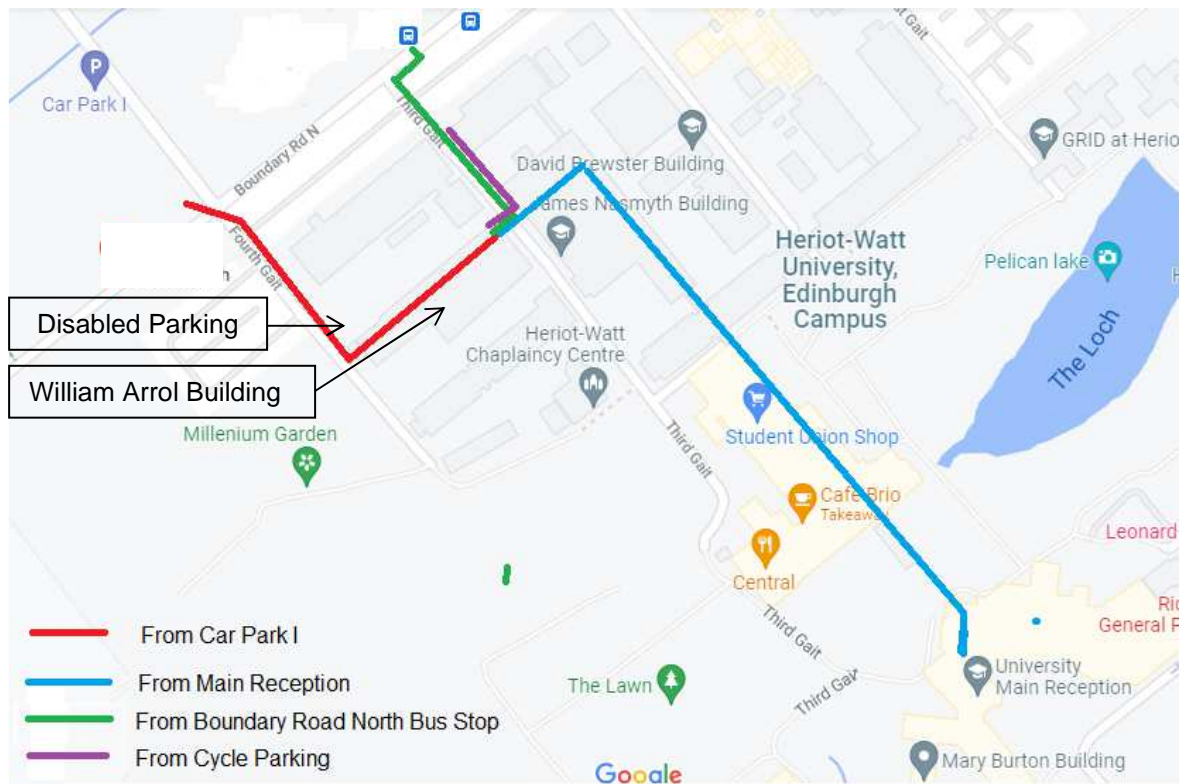 Car Park I
Boundary Rd N
Third Gait
at Gait
David Brewster Building
GRID at Herio
James Nasmyth Building
Heriot-Watt
University,
Edinburgh
Campus
Pelican lake
H
The Loch
Fourth Gait
h
Disabled Parking
William Arrol Building
Heriot-Watt
Chaplaincy Centre
Millenium Garden
Student Union Shop
Third Gait
Cafe Brio
Takeaway
Central
Leonard
Ric
General P
Third Gait
Third Gait
The Lawn
University
Main Reception
Mary Burton Building
From Car Park I
From Main Reception
From Boundary Road North Bus Stop
From Cycle Parking
Google